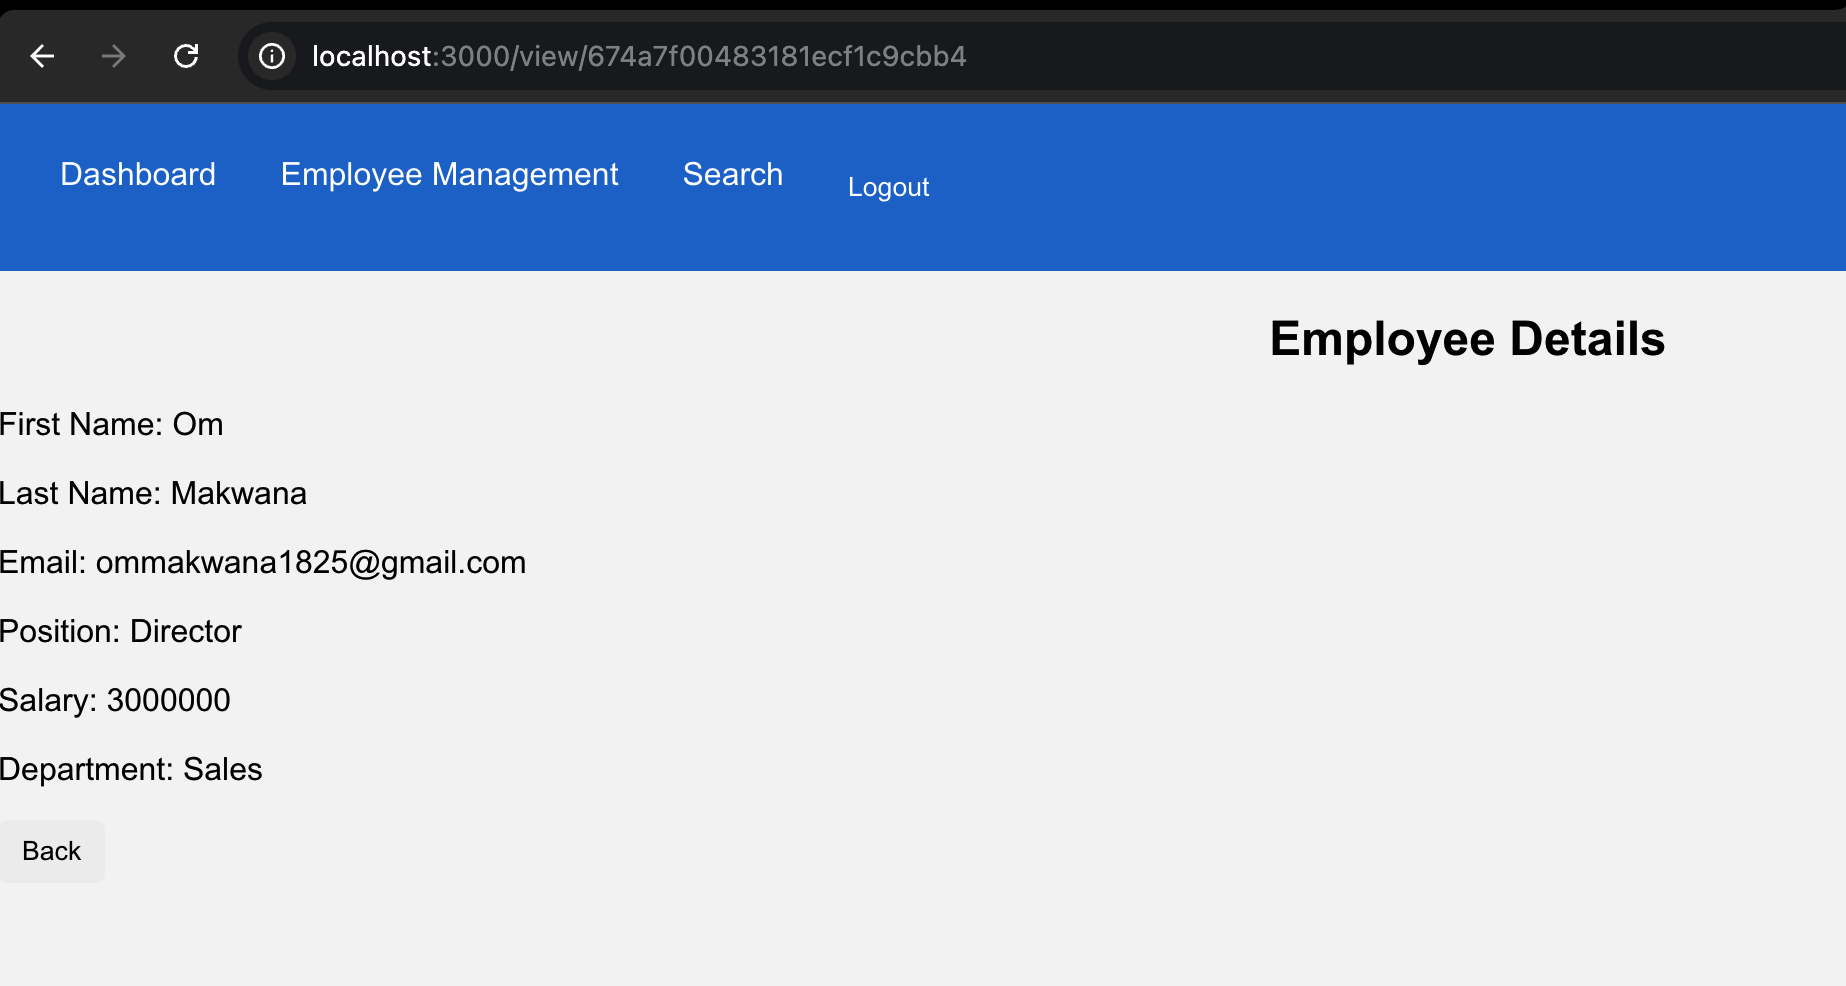 localhost:3000/view/674a7f00483181ecf1c9cbb4
Dashboard Employee Management Search Logout
Employee Details
First Name: Om
Last Name: Makwana
Email: ommakwana1825@gmail.com
Position: Director
Salary: 3000000
Department: Sales
Back